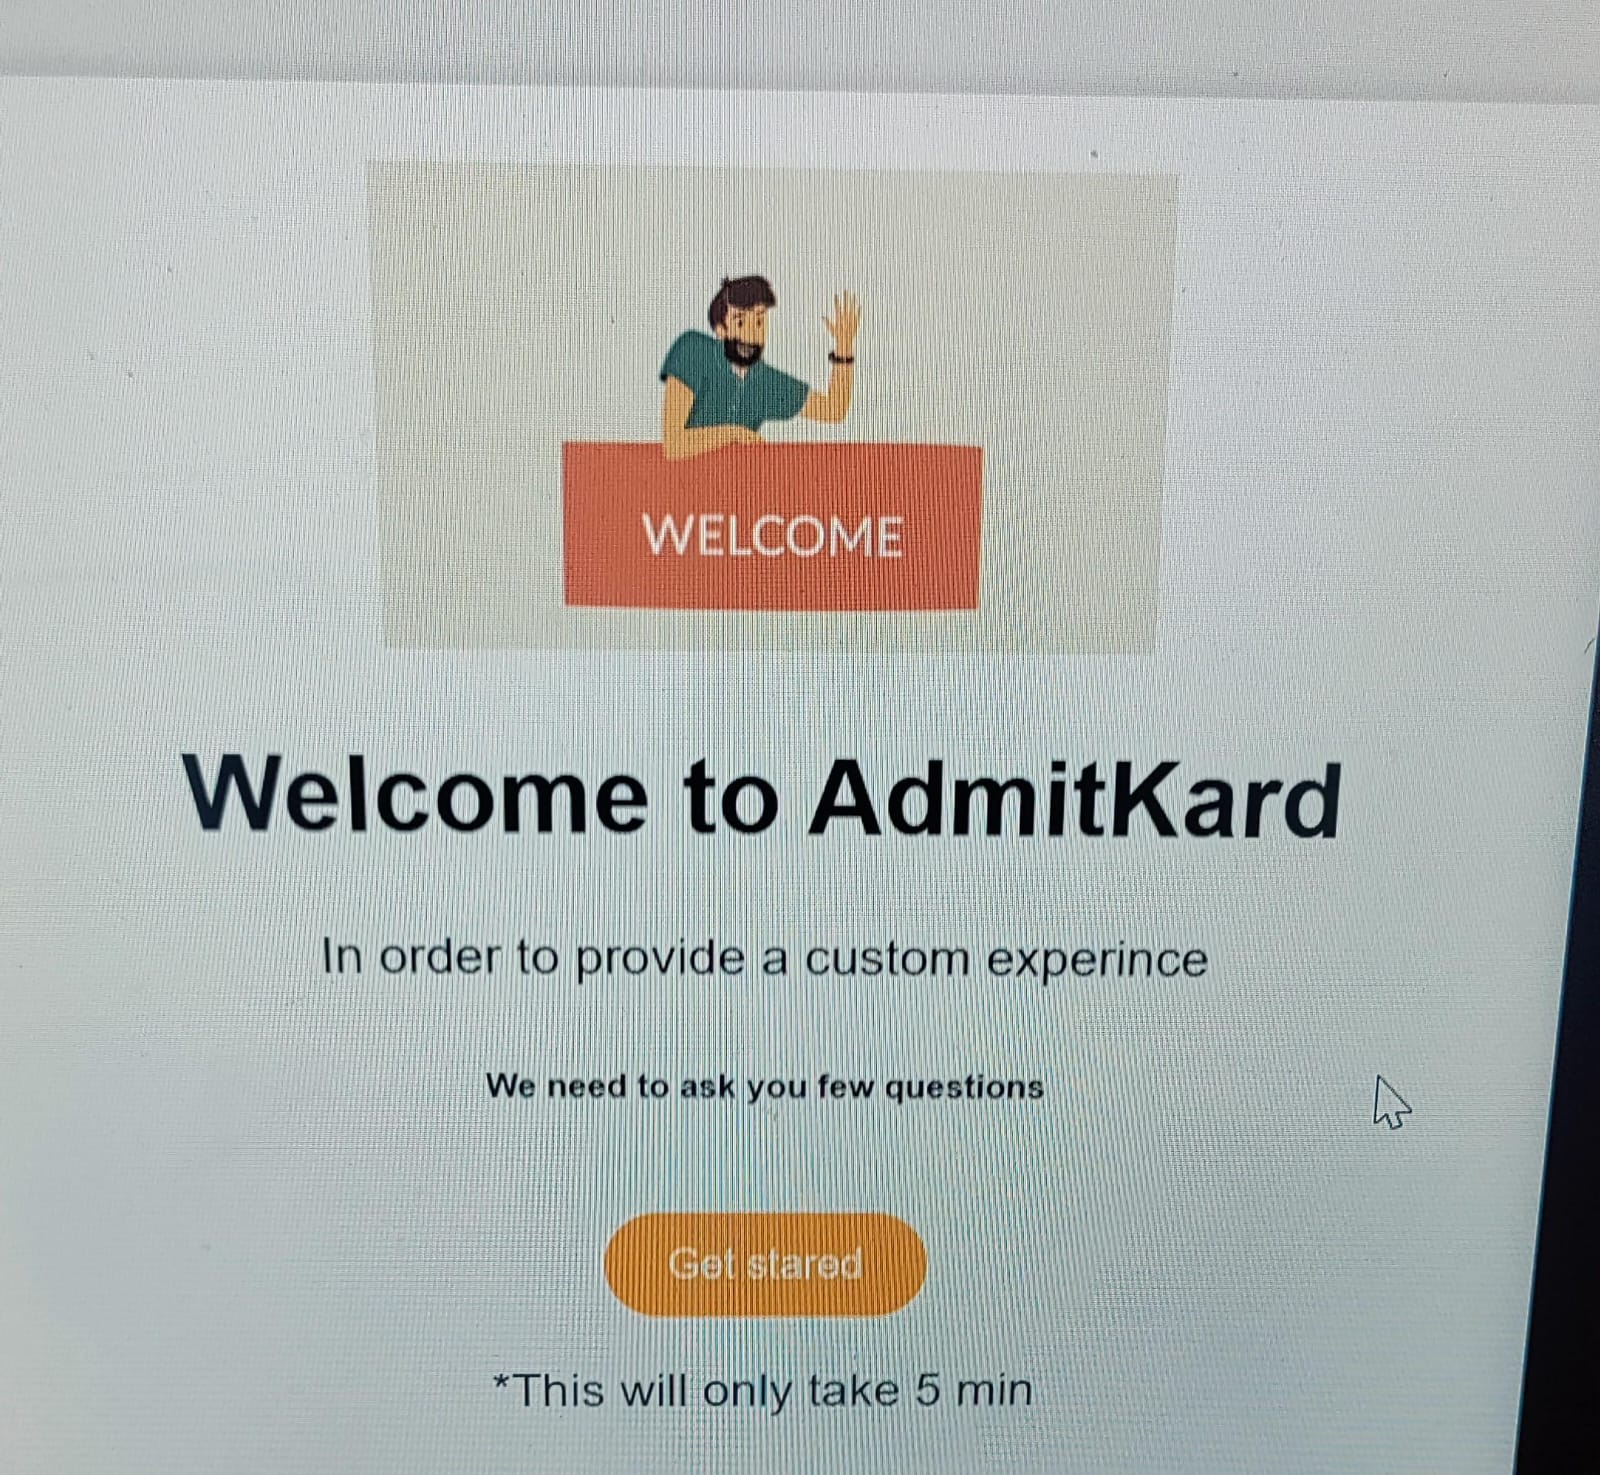 WELCOME
Welcome to AdmitKard
In order to provide a custom experince
We need to ask you few questions
Get stared
*This will only take 5 min